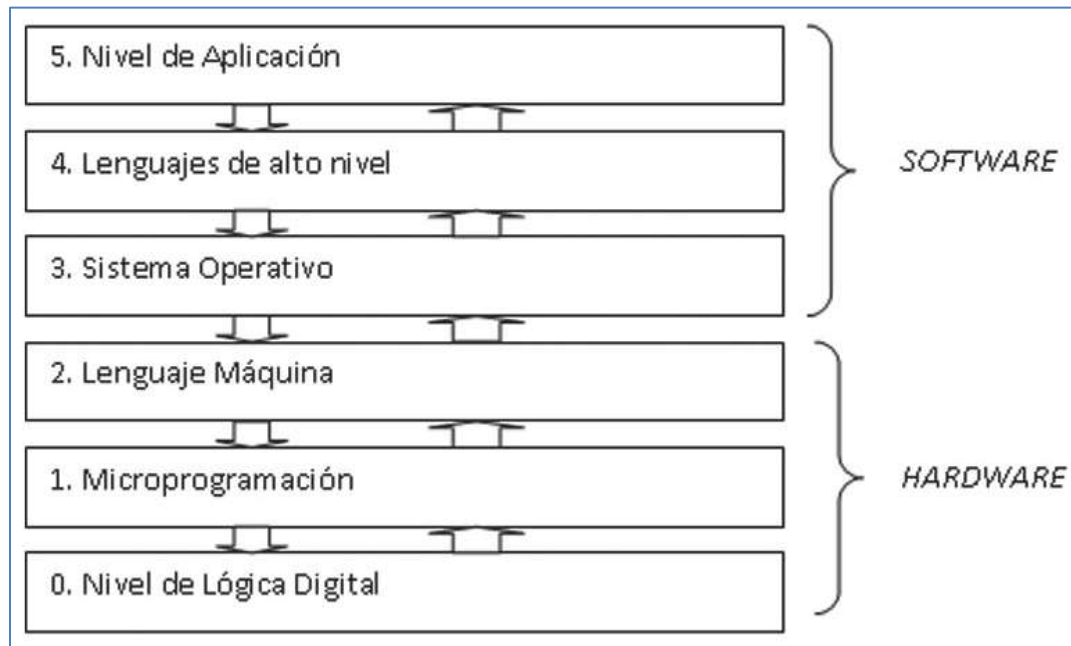 5. Nivel de Aplicación
4. Lenguajes de alto nivel
SOFTWARE
3. Sistema Operativo
2. Lenguaje Máquina
1. Microprogramación
HARDWARE
0. Nivel de Lógica Digital